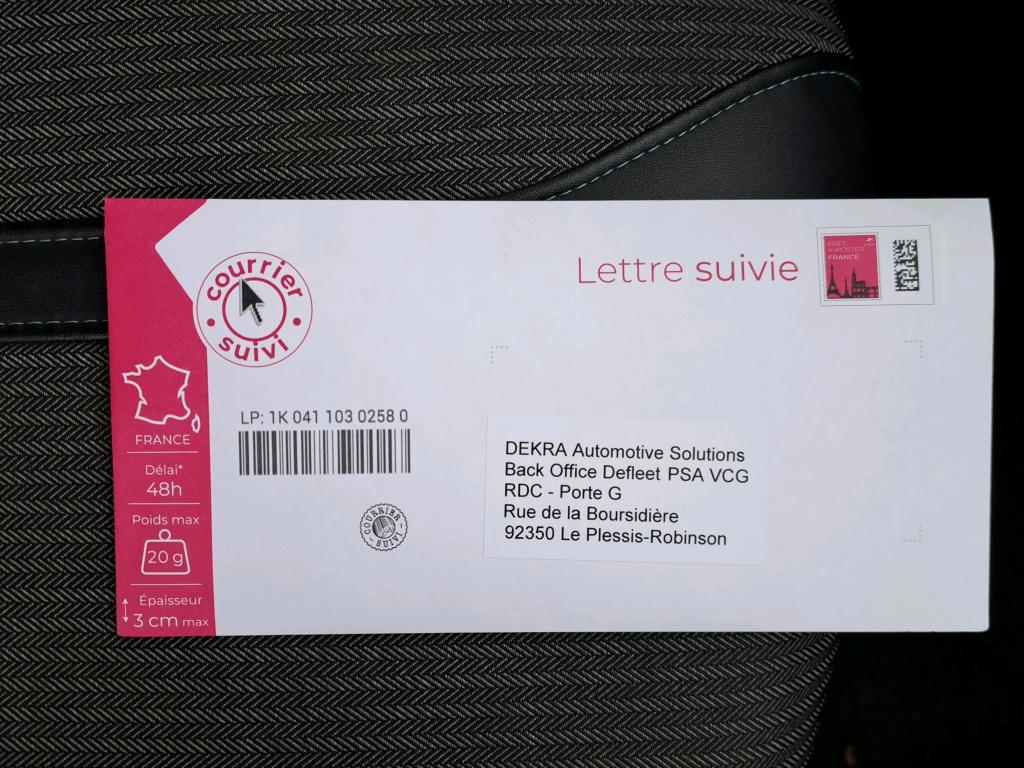 courrier
suivi
Lettre suivie
PRÊT-
À-POSTER
FRANCE
LP: 1K 041 103 0258 0
FRANCE
Délai*
48h
Poids max
20 g
Épaisseur
3 cm max
COURRIER
SUIVI
DEKRA Automotive Solutions
Back Office Defleet PSA VCG
RDC - Porte G
Rue de la Boursidière
92350 Le Plessis-Robinson